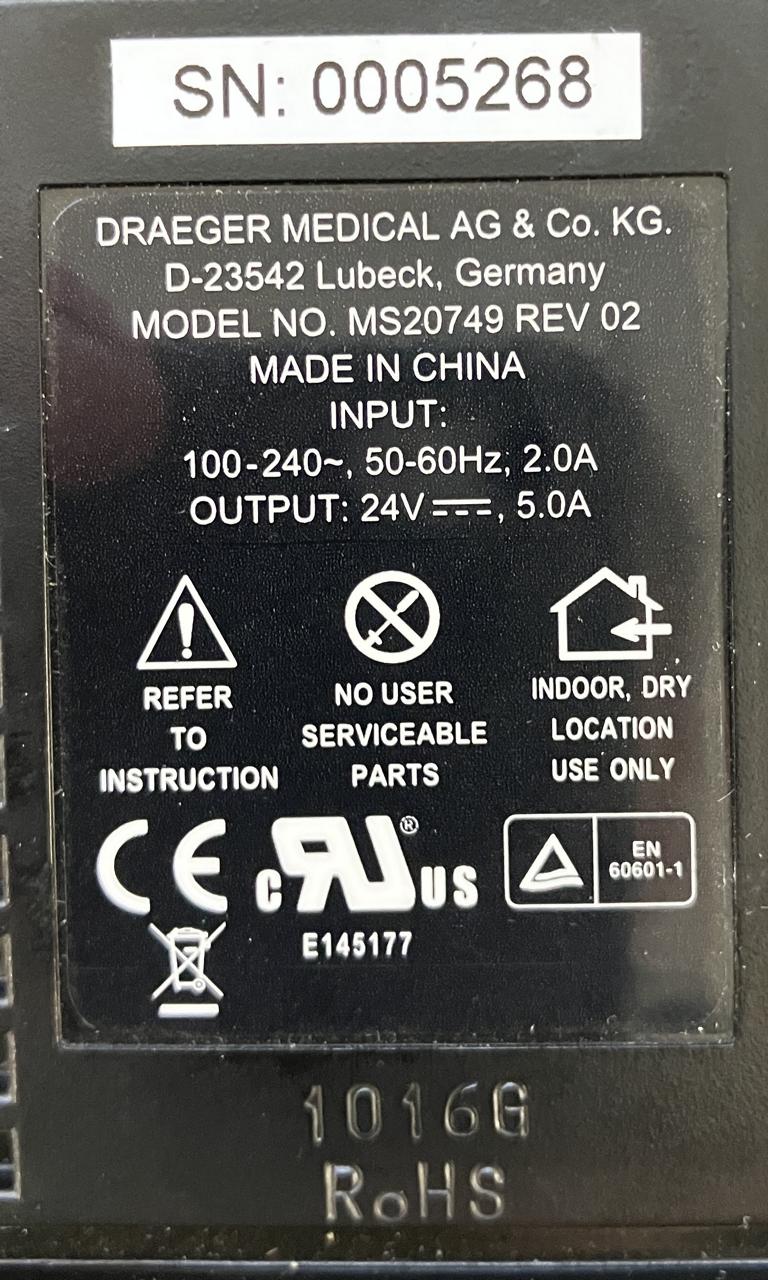 SN: 0005268
DRAEGER MEDICAL AG & Co. KG.
D-23542 Lubeck, Germany
MODEL NO. MS20749 REV 02
MADE IN CHINA
INPUT:
100-240~, 50-60Hz, 2.0A
OUTPUT: 24V⎓, 5.0A
REFER
TO
INSTRUCTION
NO USER
SERVICEABLE
PARTS
INDOOR, DRY
LOCATION
USE ONLY
CE
c RU ® US
E145177
EN
60601-1
1016G
RoHS